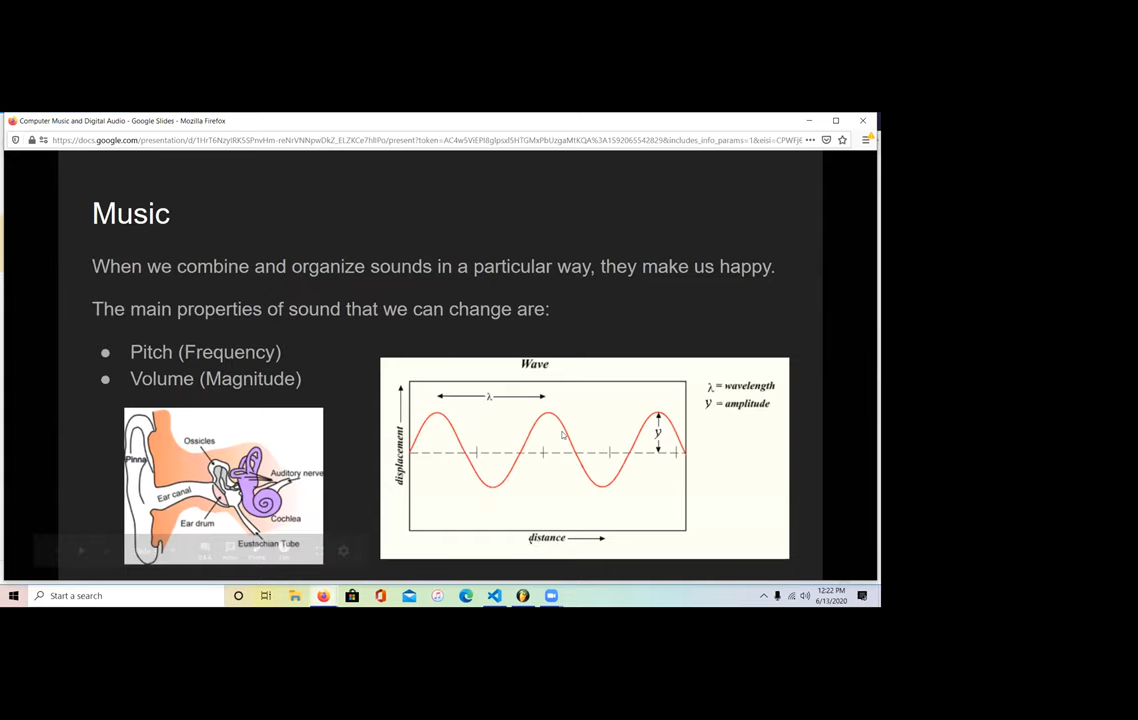 Computer Music and Digital Audio - Google Slides - Mozilla Firefox
Music
When we combine and organize sounds in a particular way, they make us happy.
The main properties of sound that we can change are:
● Pitch (Frequency)
● Volume (Magnitude)
Ossicles
Pinna
Auditory nerve
Ear canal
Cochlea
Ear drum
Eustachian Tube
Wave
λ = wavelength
y = amplitude
λ
y
displacement
distance
Start a search
12:22 PM
6/13/2020